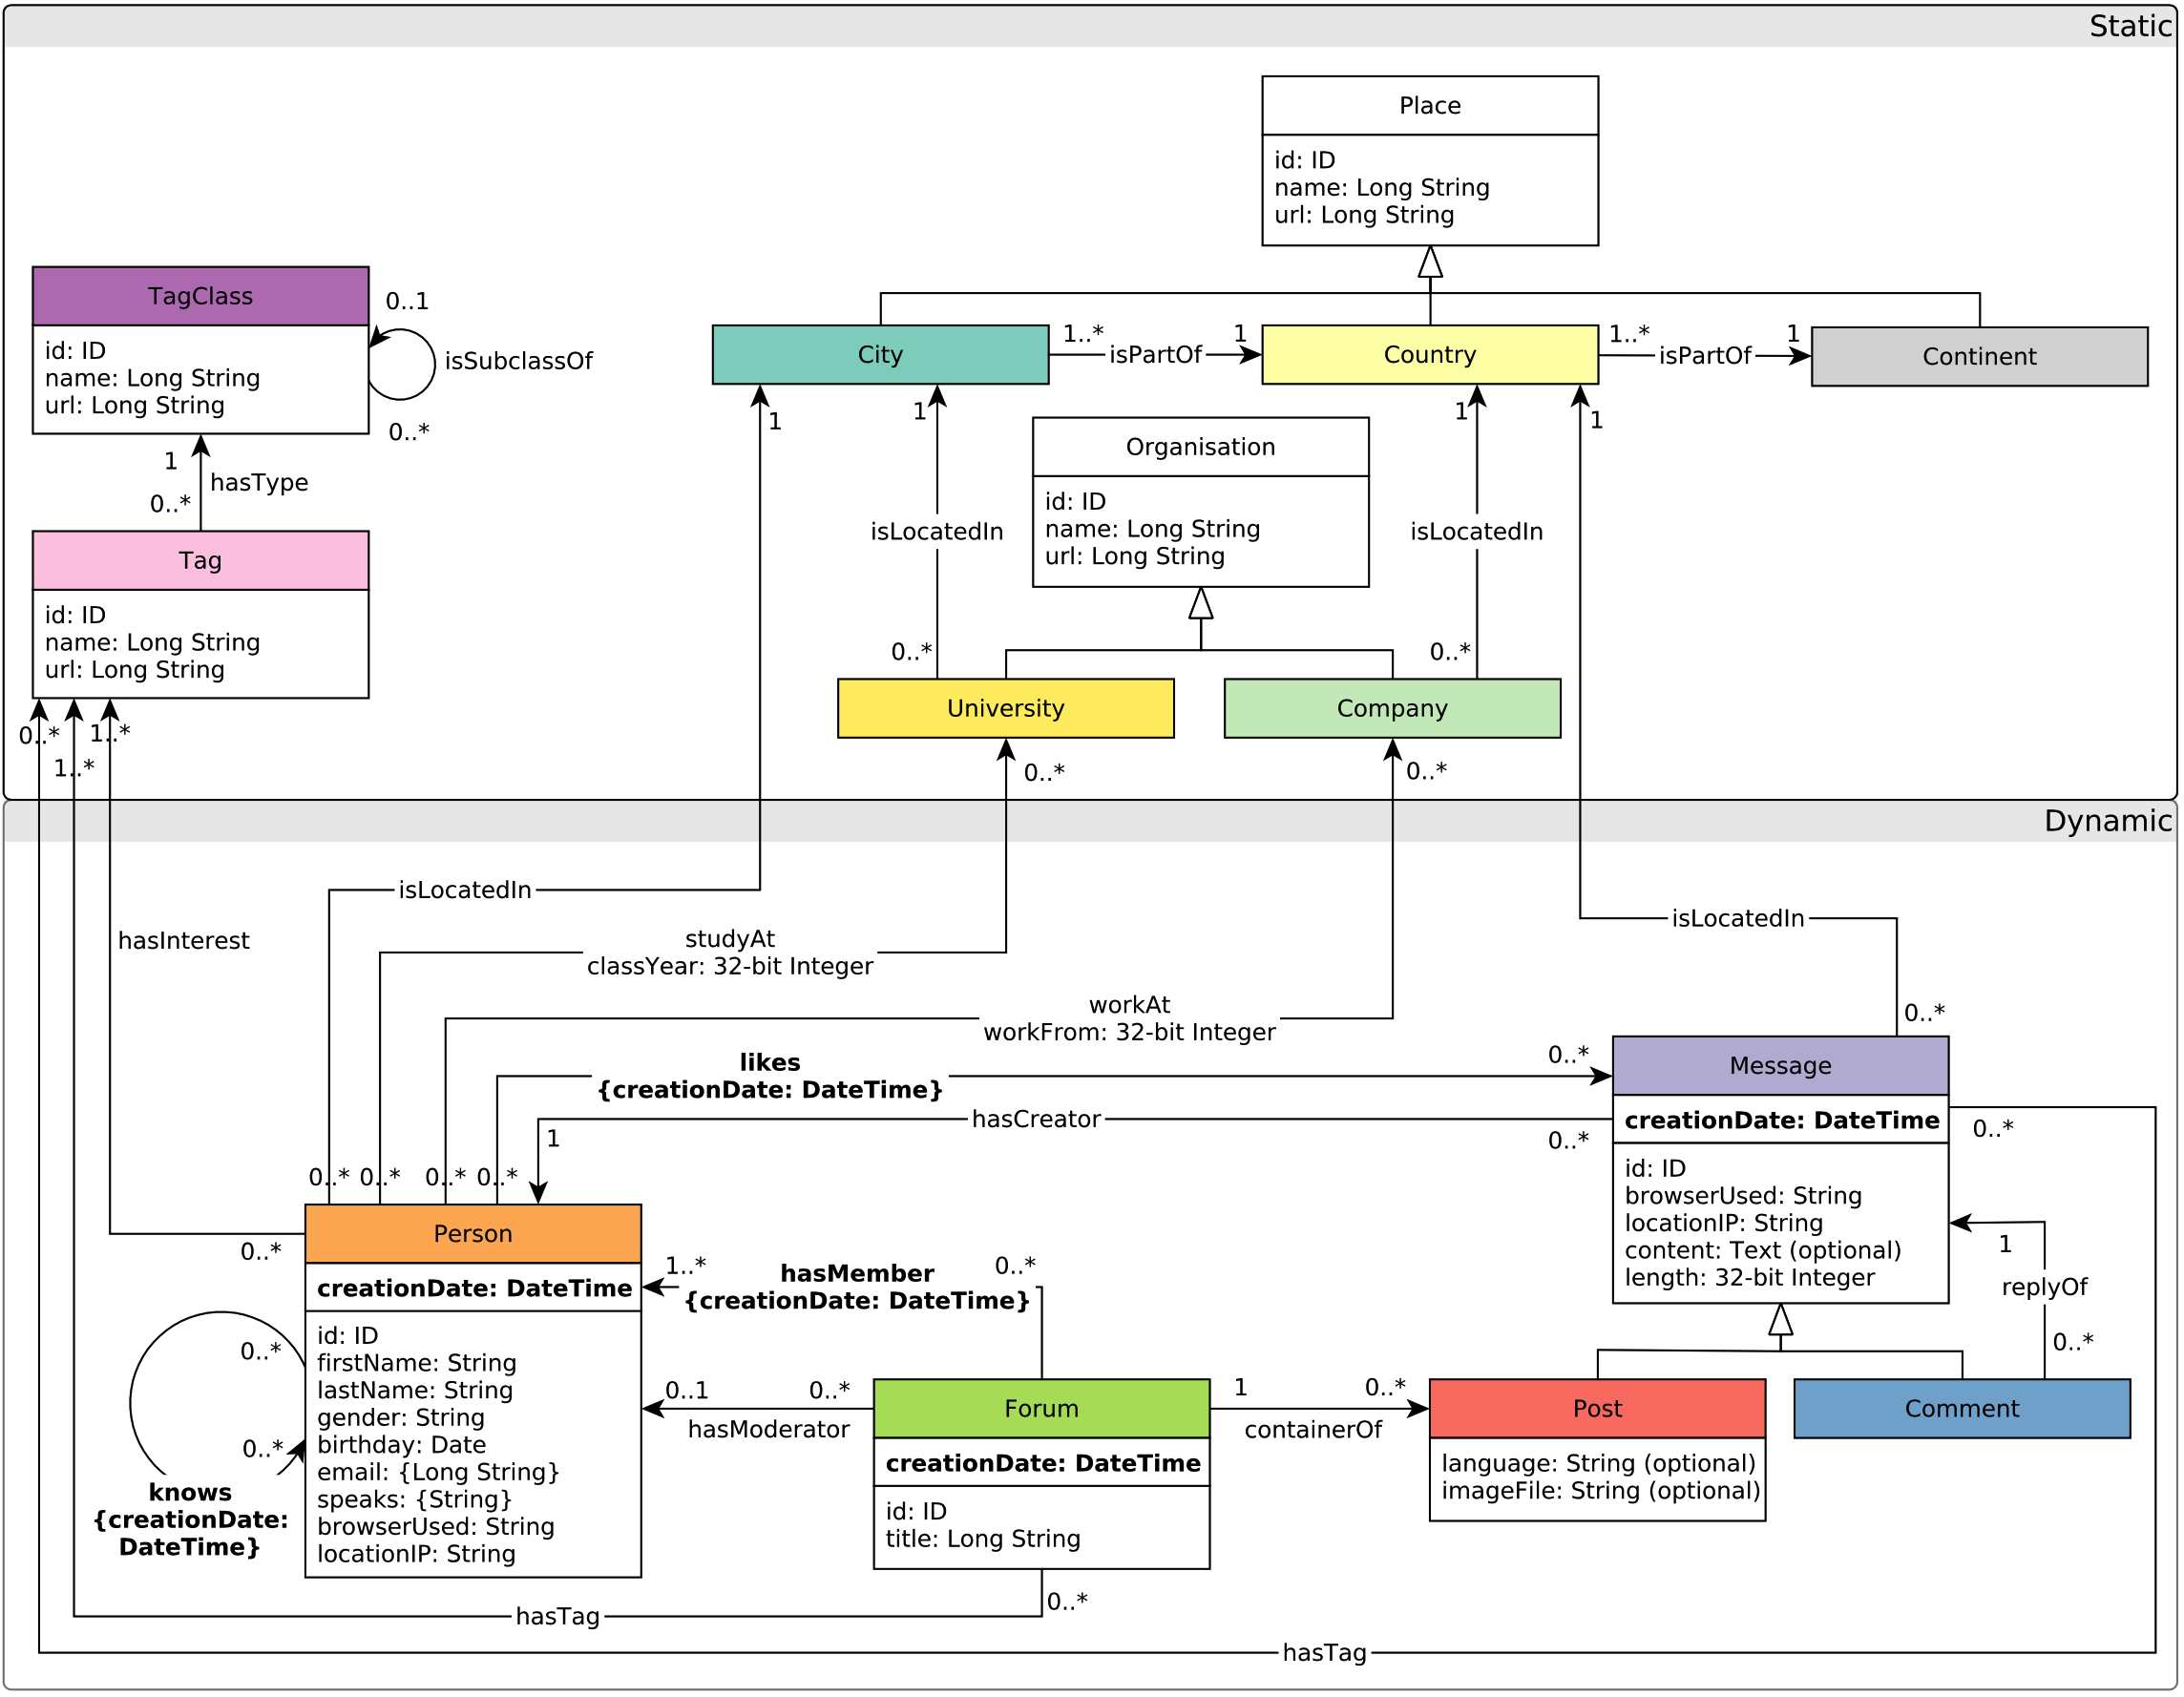 Static
Place
id: ID
name: Long String
url: Long String
TagClass
id: ID
name: Long String
url: Long String
0..1
isSubclassOf
0..*
City
1..*
isPartOf
1
Country
1..*
isPartOf
1
Continent
1
1
1
1
Organisation
id: ID
name: Long String
url: Long String
1
hasType
0..*
isLocatedIn
isLocatedIn
Tag
id: ID
name: Long String
url: Long String
0..*
0..*
University
Company
0..*
1..*
1..*
0..*
0..*
Dynamic
isLocatedIn
hasInterest
studyAt
classYear: 32-bit Integer
isLocatedIn
workAt
workFrom: 32-bit Integer
0..*
likes
{creationDate: DateTime}
0..*
hasCreator
1
0..*
Message
creationDate: DateTime
id: ID
browserUsed: String
locationIP: String
content: Text (optional)
length: 32-bit Integer
0..*
0..*
0..*
0..*
0..*
Person
creationDate: DateTime
id: ID
firstName: String
lastName: String
gender: String
birthday: Date
email: {Long String}
speaks: {String}
browserUsed: String
locationIP: String
0..*
0..*
0..*
knows
{creationDate:
DateTime}
1..*
hasMember
{creationDate: DateTime}
0..*
1
replyOf
0..*
0..1
0..*
hasModerator
Forum
creationDate: DateTime
id: ID
title: Long String
1
0..*
containerOf
Post
language: String (optional)
imageFile: String (optional)
Comment
0..*
hasTag
hasTag